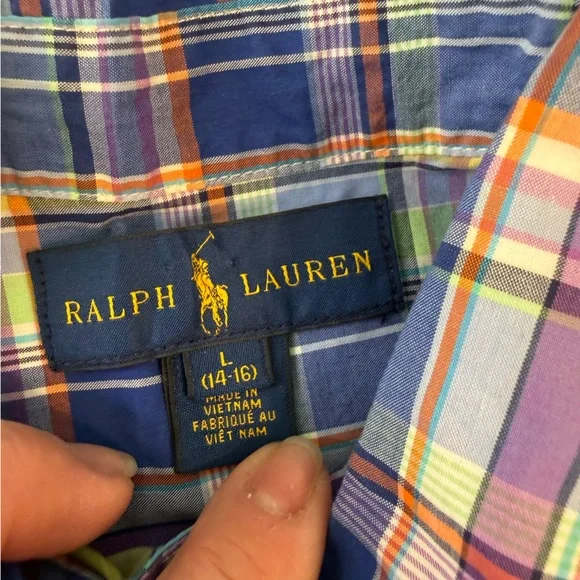 RALPH LAUREN
L
(14-16)
MADE IN
VIETNAM
FABRIQUÉ AU
VIÊT NAM